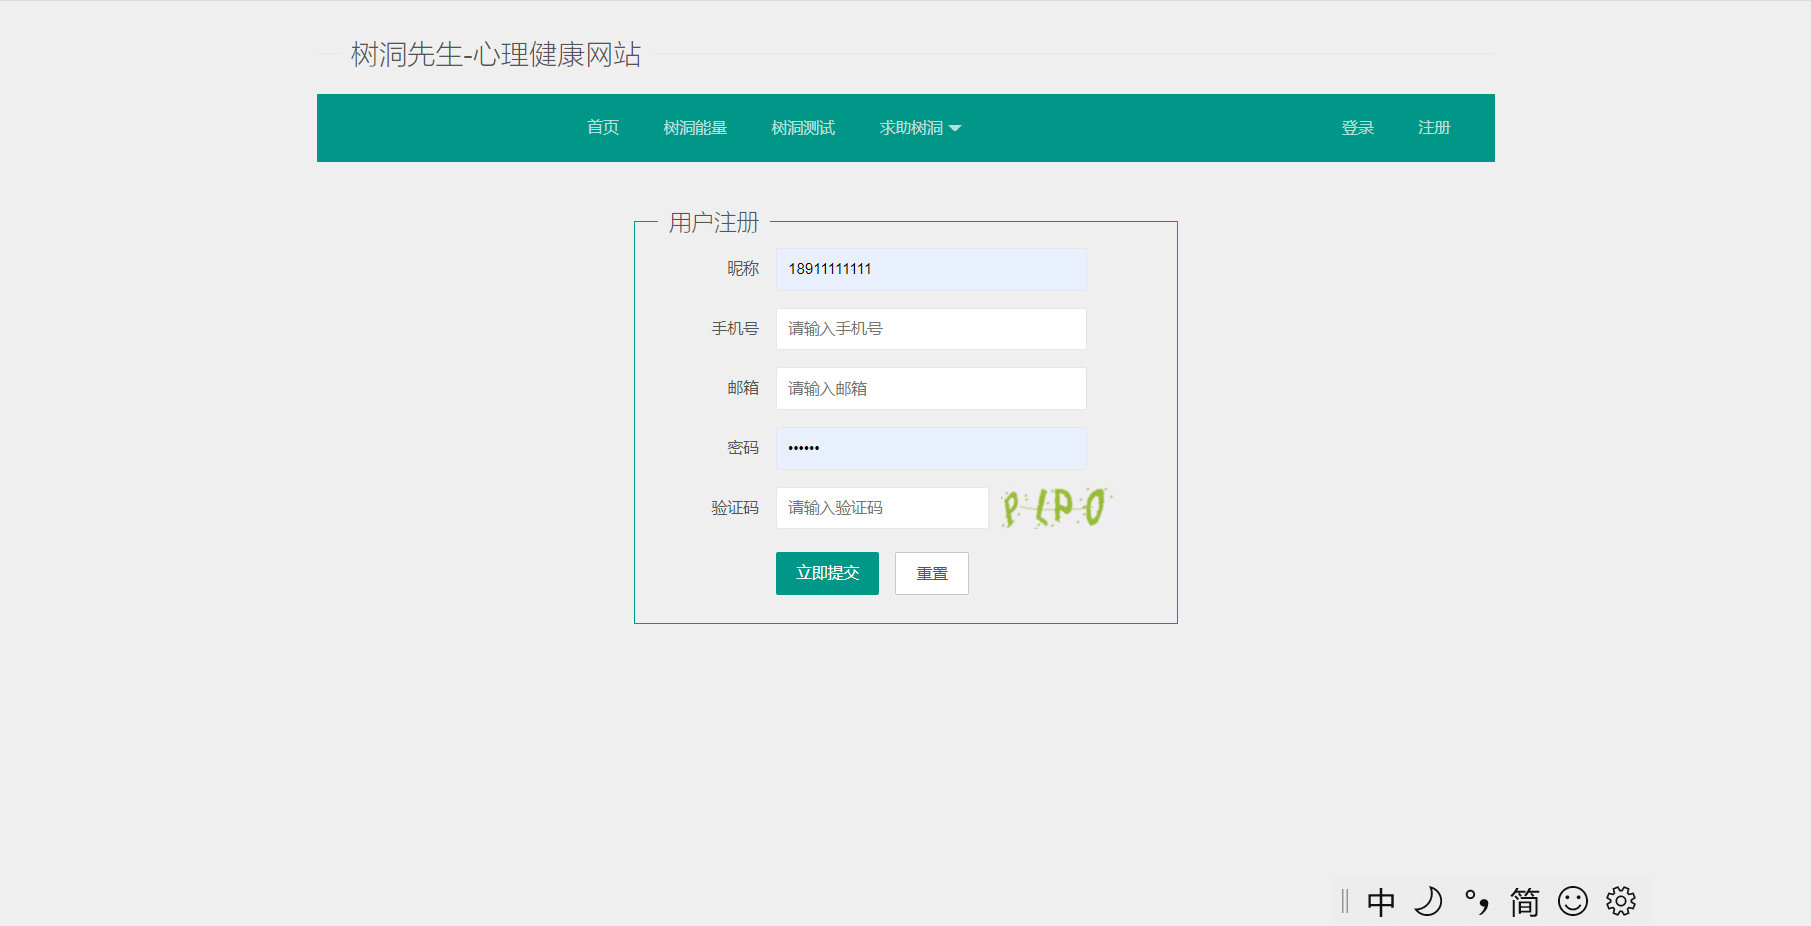 树洞先生-心理健康网站
首页 树洞能量 树洞测试 求助树洞 登录 注册
用户注册
昵称 18911111111
手机号 请输入手机号
邮箱 请输入邮箱
密码 ••••••
验证码 请输入验证码
立即提交 重置
中 °, 简